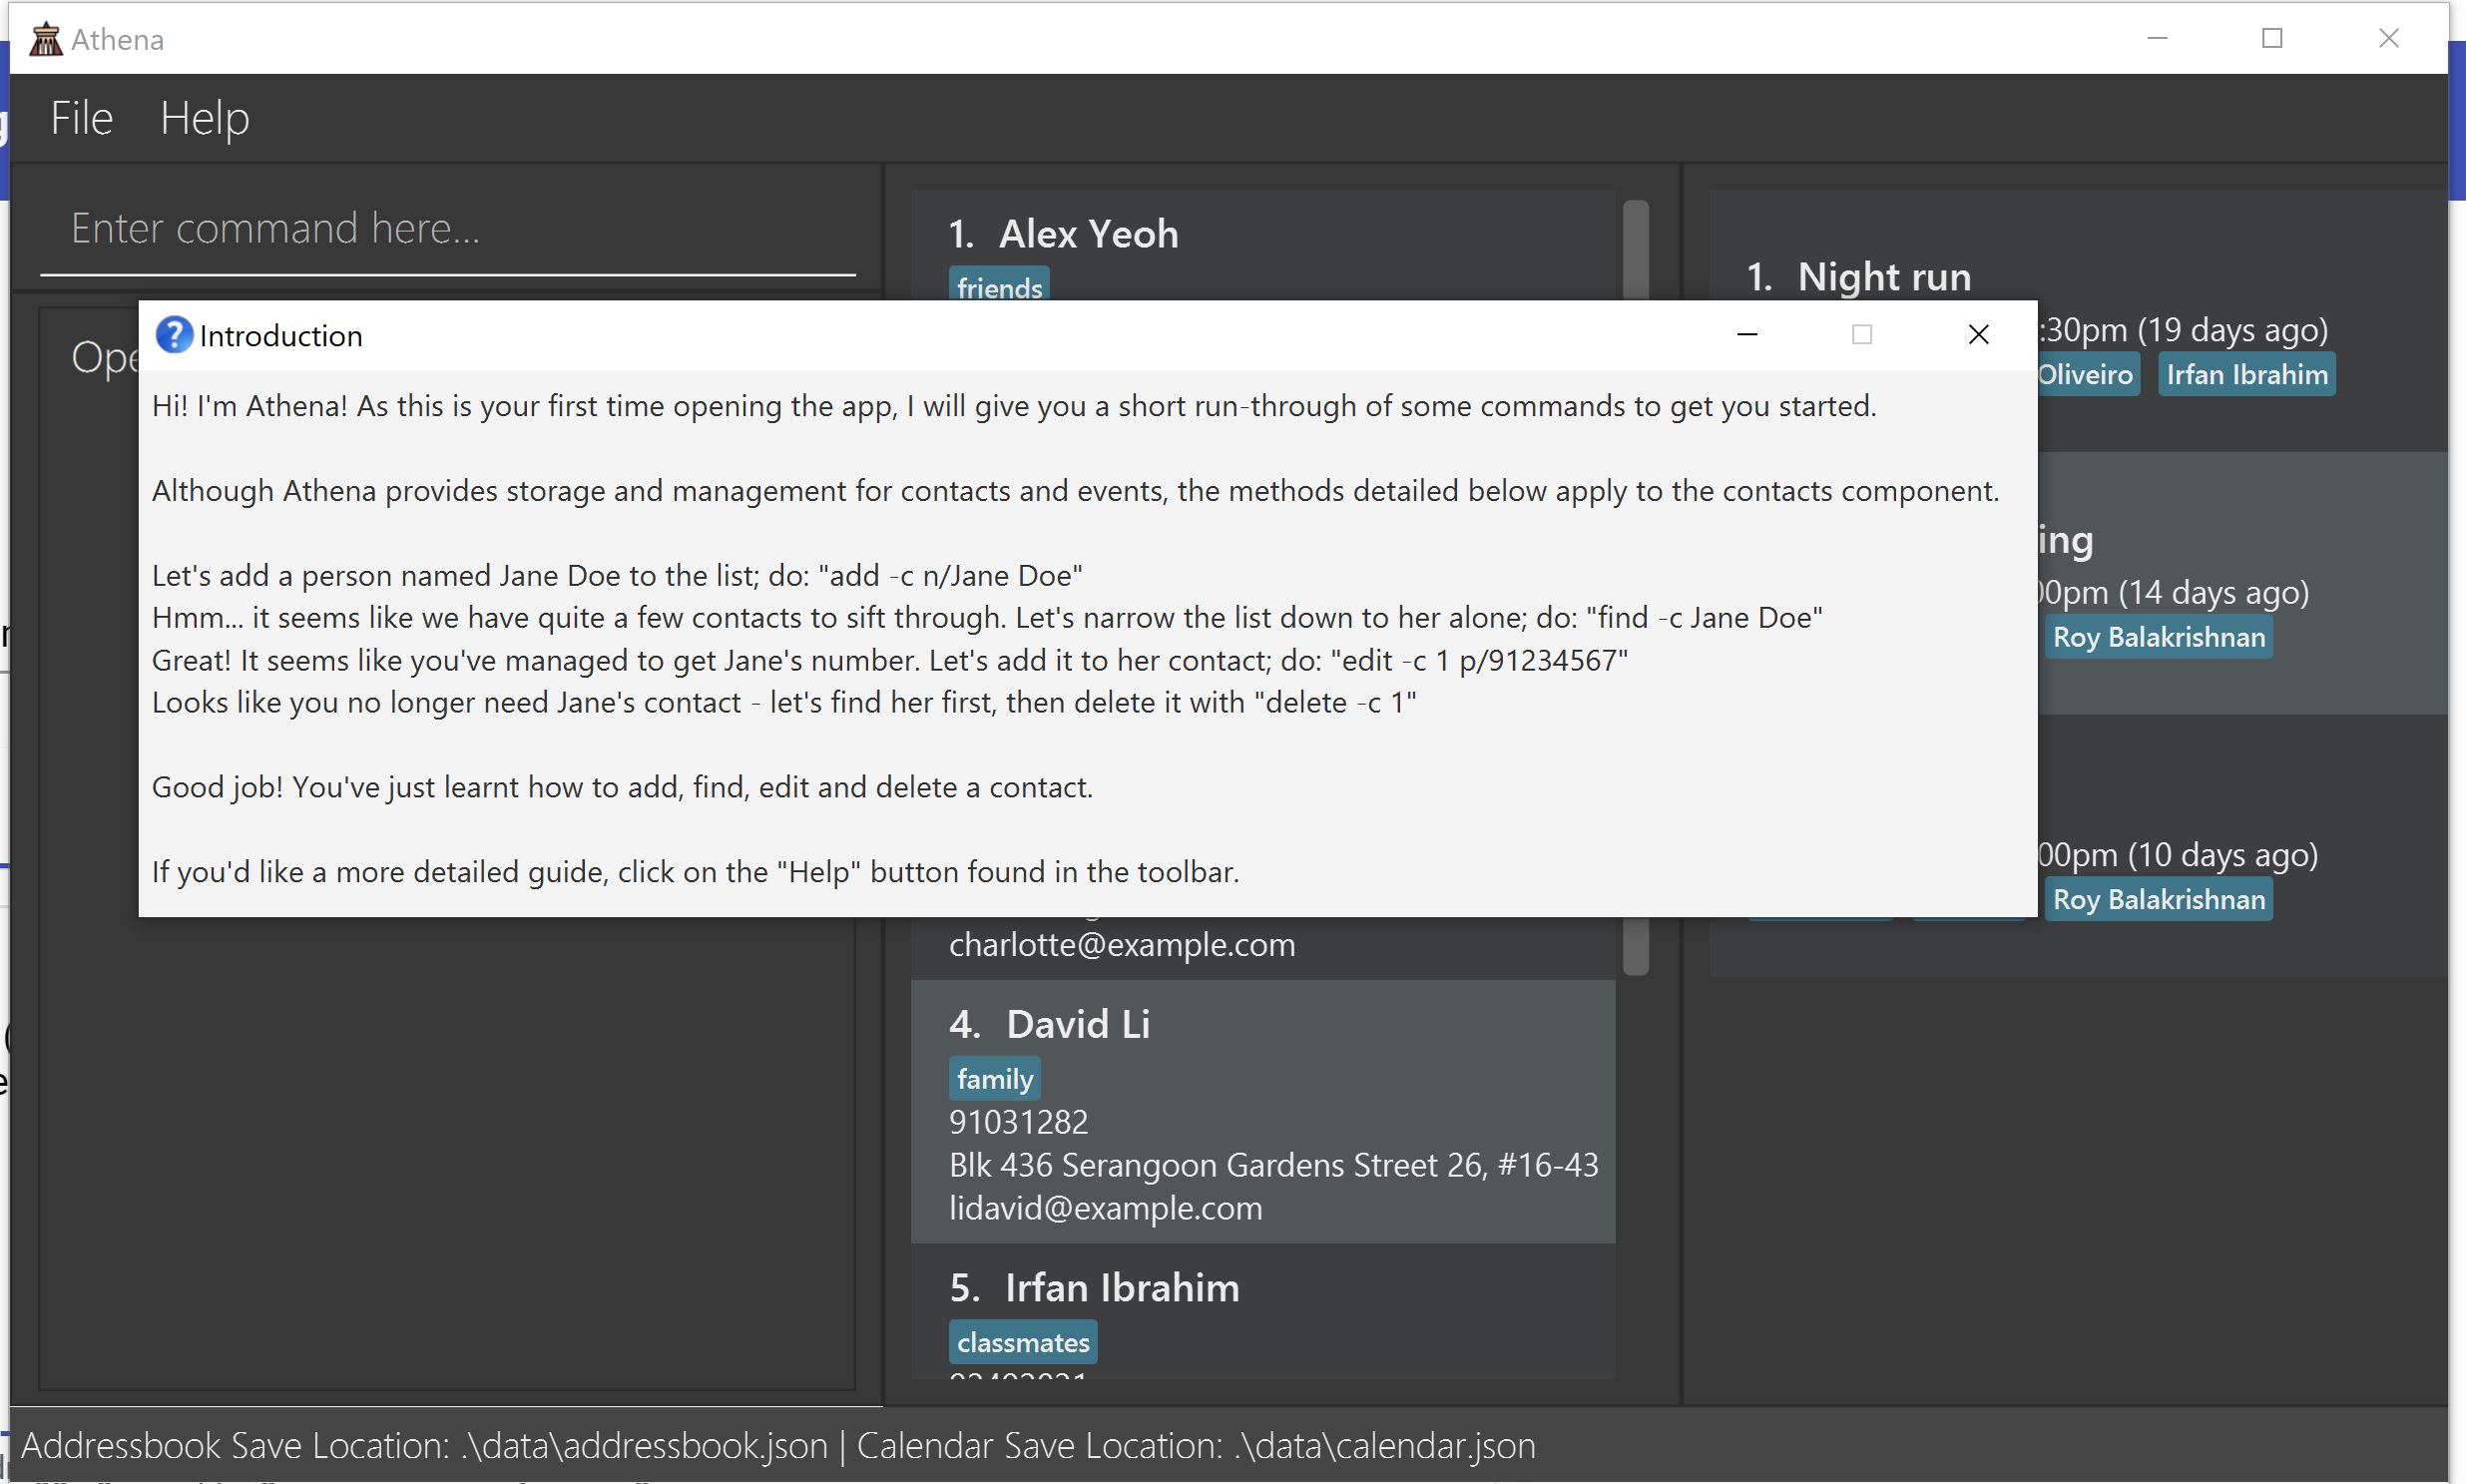 Athena
File Help
Enter command here...
1. Alex Yeoh
friends
1. Night run
:30pm (19 days ago)
Oliveiro Irfan Ibrahim
Introduction
Hi! I'm Athena! As this is your first time opening the app, I will give you a short run-through of some commands to get you started.
Although Athena provides storage and management for contacts and events, the methods detailed below apply to the contacts component.
Let's add a person named Jane Doe to the list; do: "add -c n/Jane Doe"
Hmm... it seems like we have quite a few contacts to sift through. Let's narrow the list down to her alone; do: "find -c Jane Doe"
Great! It seems like you've managed to get Jane's number. Let's add it to her contact; do: "edit -c 1 p/91234567"
Looks like you no longer need Jane's contact - let's find her first, then delete it with "delete -c 1"
Good job! You've just learnt how to add, find, edit and delete a contact.
If you'd like a more detailed guide, click on the "Help" button found in the toolbar.
ing
00pm (14 days ago)
Roy Balakrishnan
00pm (10 days ago)
Roy Balakrishnan
charlotte@example.com
4. David Li
family
91031282
Blk 436 Serangoon Gardens Street 26, #16-43
lidavid@example.com
5. Irfan Ibrahim
classmates
Addressbook Save Location: .\data\addressbook.json | Calendar Save Location: .\data\calendar.json